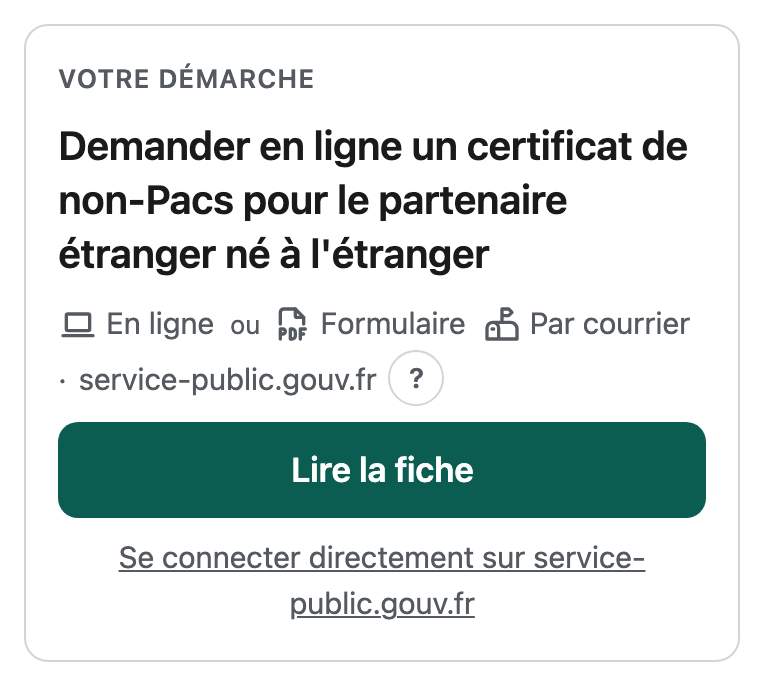 VOTRE DÉMARCHE
Demander en ligne un certificat de
non-Pacs pour le partenaire
étranger né à l'étranger
En ligne ou PDF Formulaire Par courrier
· service-public.gouv.fr ?
Lire la fiche
Se connecter directement sur service-
public.gouv.fr